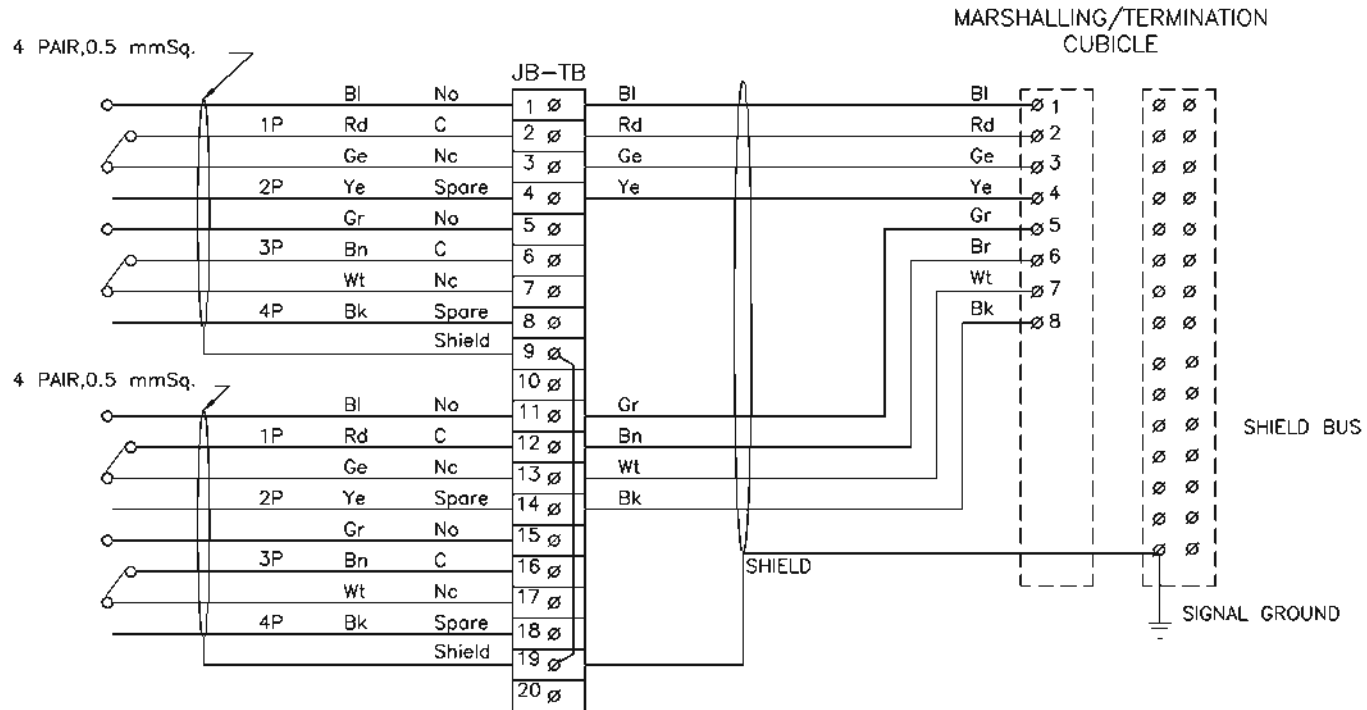 MARSHALLING/TERMINATION
CUBICLE
4 PAIR,0.5 mmSq.
JB-TB
Bl No 1 Bl Bl 1
1P Rd C 2 Rd Rd 2
Ge Nc 3 Ge Ge 3
2P Ye Spare 4 Ye Ye 4
Gr No 5 Gr 5
3P Bn C 6 Br 6
Wt Nc 7 Wt 7
4P Bk Spare 8 Bk 8
Shield 9
4 PAIR,0.5 mmSq. 10
Bl No 11 Gr
1P Rd C 12 Bn SHIELD BUS
Ge Nc 13 Wt
2P Ye Spare 14 Bk
Gr No 15
3P Bn C 16 SHIELD
Wt Nc 17
4P Bk Spare 18 SIGNAL GROUND
Shield 19
20